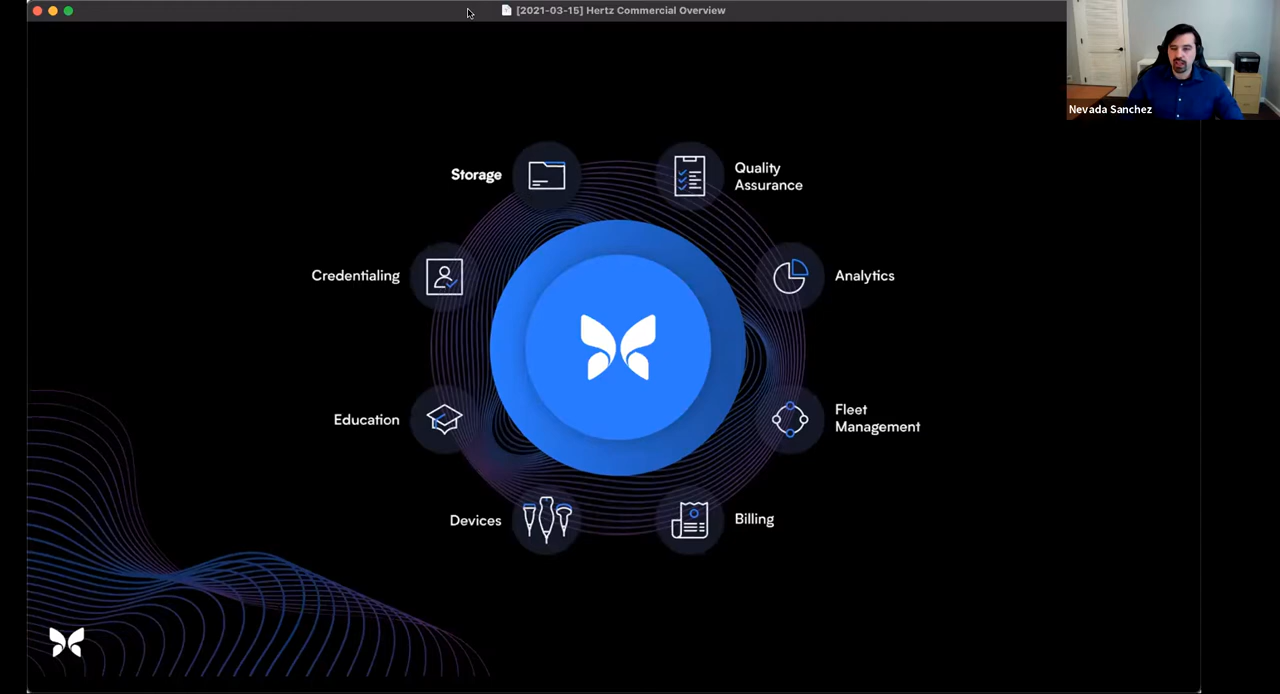 [2021-03-15] Hertz Commercial Overview
Nevada Sanchez
Storage
Quality
Assurance
Credentialing
Analytics
Education
Fleet
Management
Devices
Billing